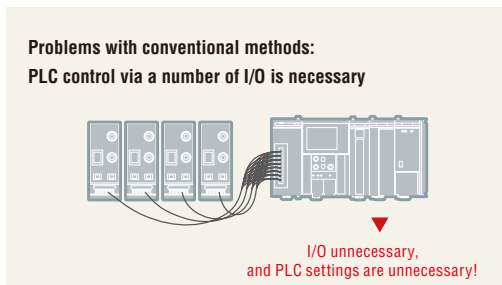 Problems with conventional methods:
PLC control via a number of I/O is necessary
I/O unnecessary,
and PLC settings are unnecessary!